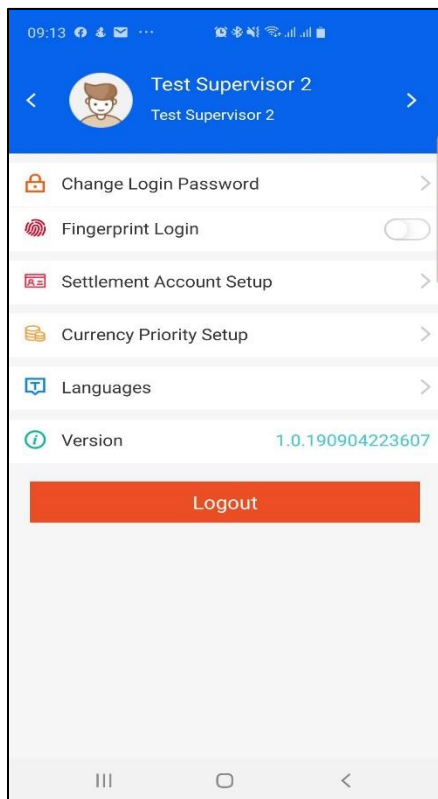 09:13
Test Supervisor 2
Test Supervisor 2
Change Login Password
Fingerprint Login
Settlement Account Setup
Currency Priority Setup
Languages
Version 1.0.190904223607
Logout